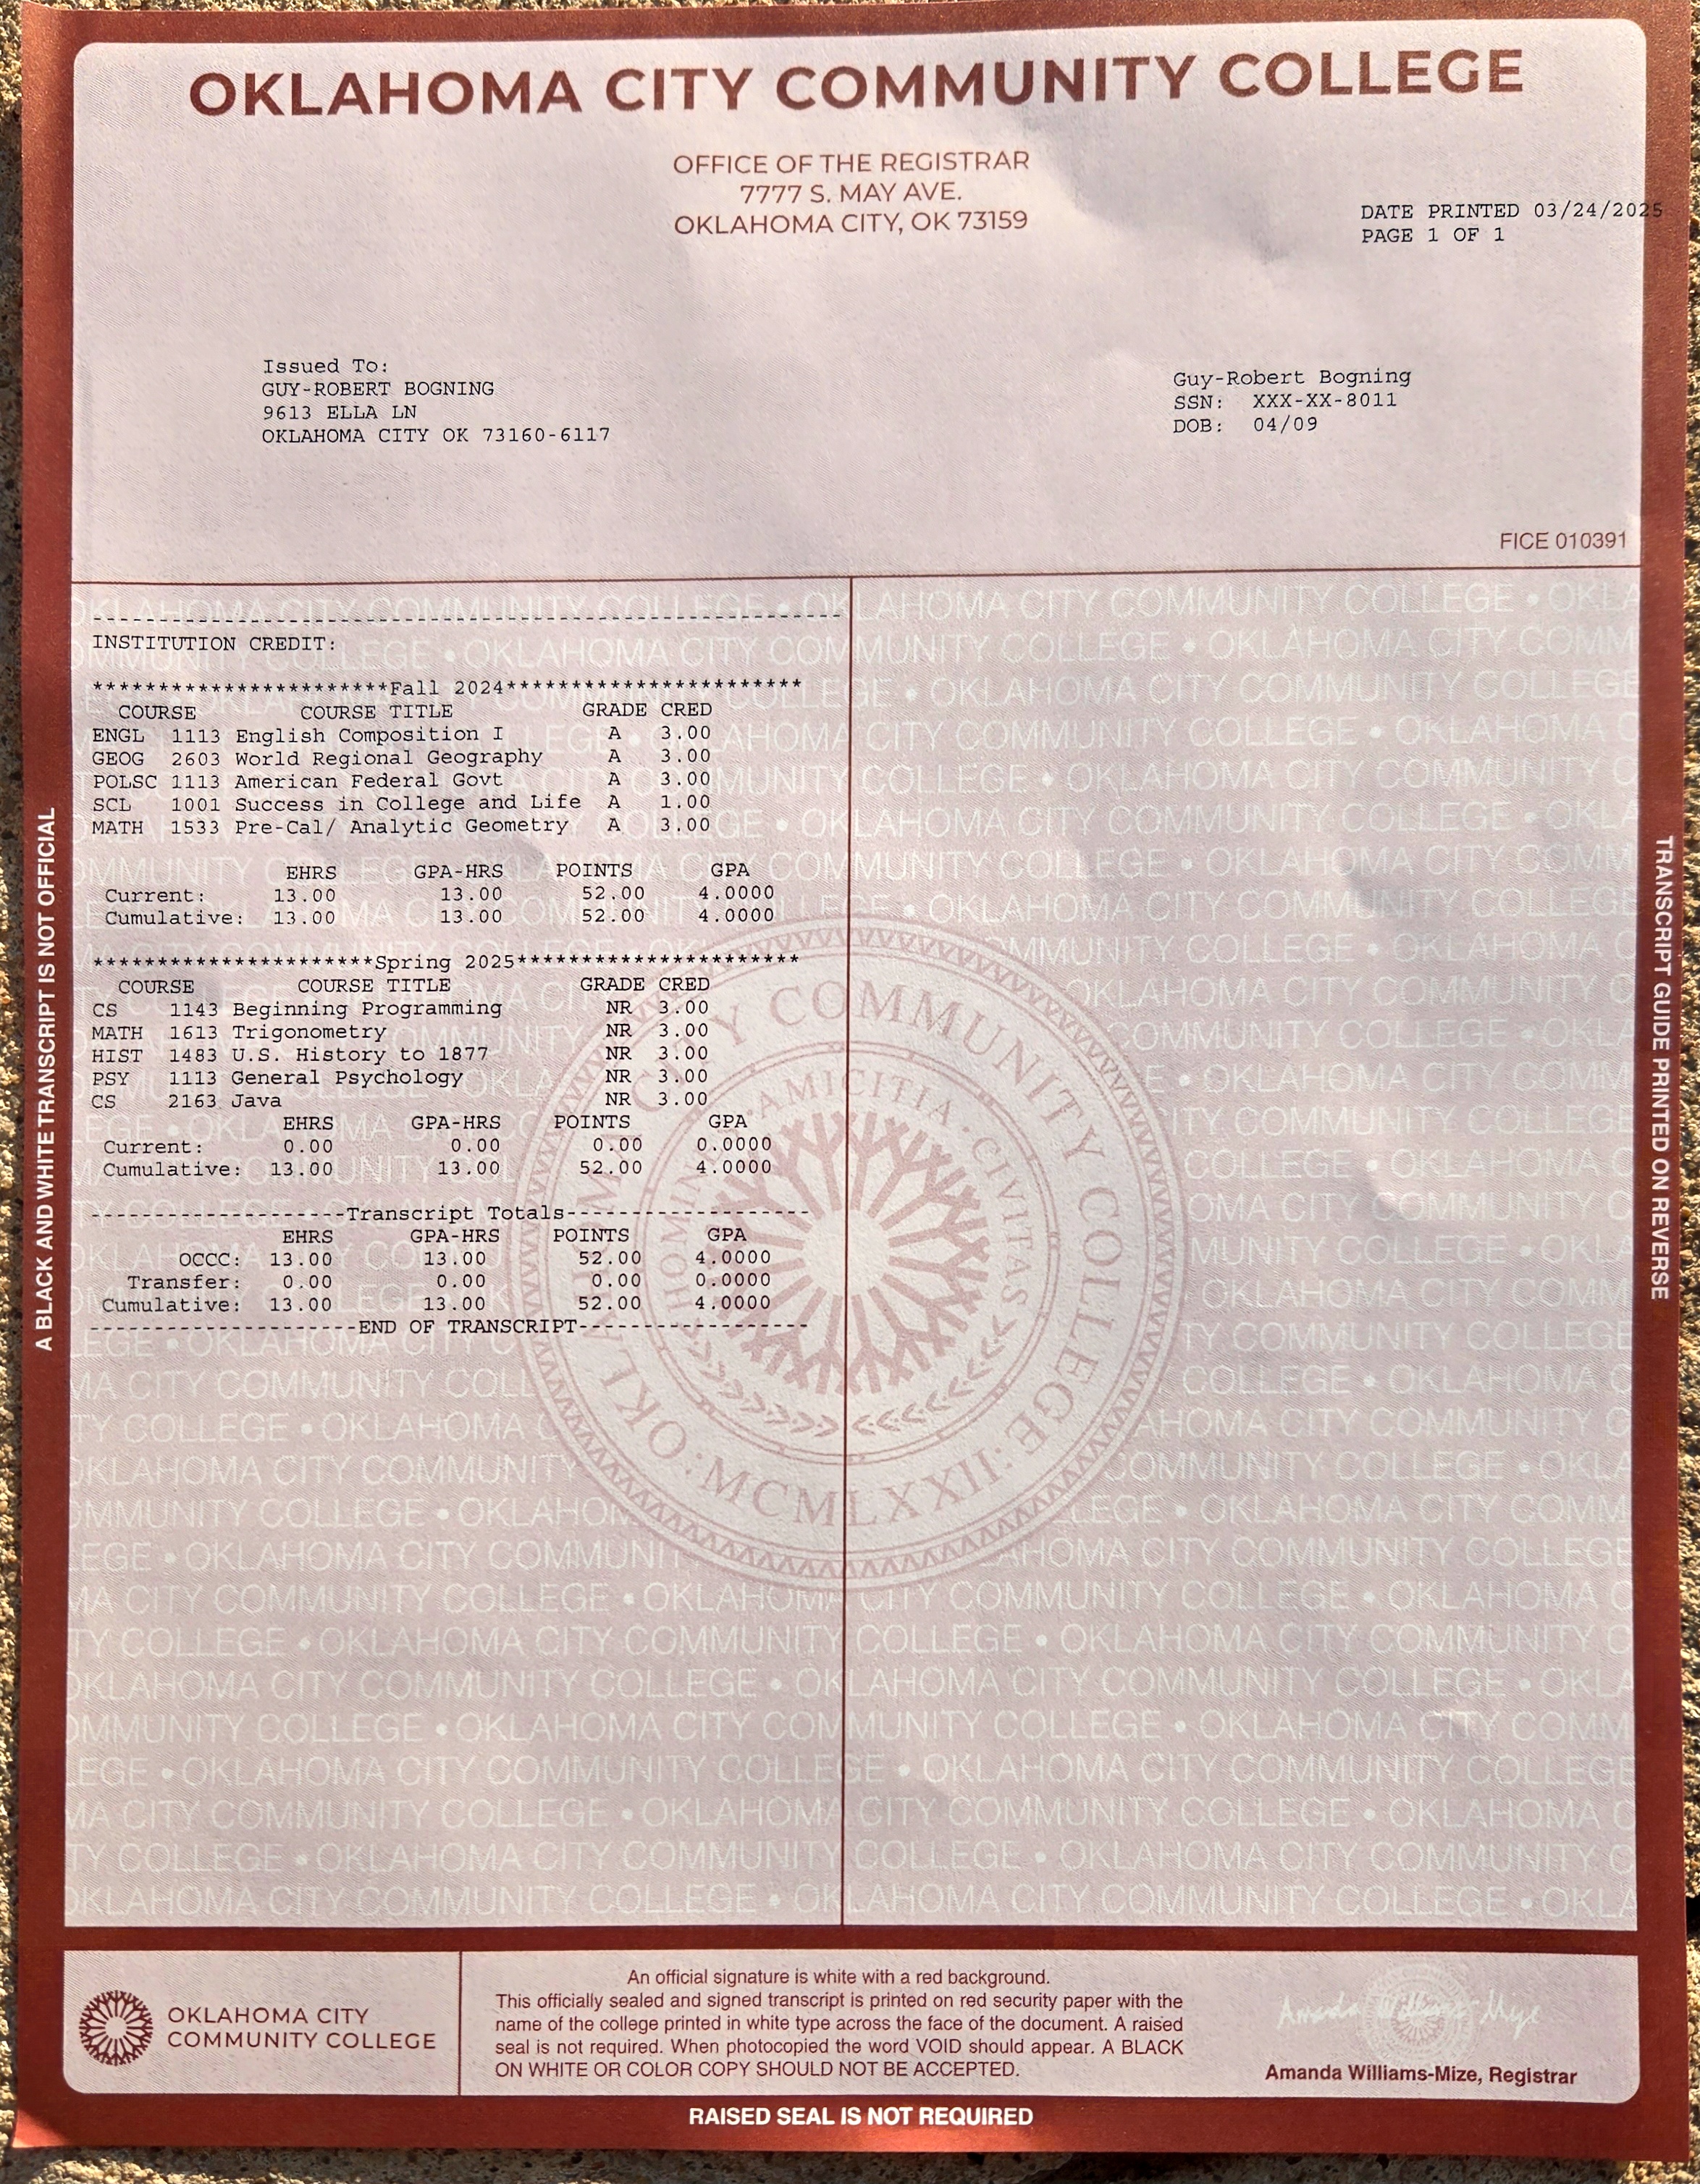 OKLAHOMA CITY COMMUNITY COLLEGE
OFFICE OF THE REGISTRAR
7777 S. MAY AVE.
OKLAHOMA CITY, OK 73159
DATE PRINTED 03/24/2025
PAGE 1 OF 1
Issued To:
GUY-ROBERT BOGNING
9613 ELLA LN
OKLAHOMA CITY OK 73160-6117
Guy-Robert Bogning
SSN: XXX-XX-8011
DOB: 04/09
FICE 010391
----------------------------------------------------------
INSTITUTION CREDIT:
***********************Fall 2024***********************
COURSE COURSE TITLE GRADE CRED
ENGL 1113 English Composition I A 3.00
GEOG 2603 World Regional Geography A 3.00
POLSC 1113 American Federal Govt A 3.00
SCL 1001 Success in College and Life A 1.00
MATH 1533 Pre-Cal/ Analytic Geometry A 3.00
EHRS GPA-HRS POINTS GPA
Current: 13.00 13.00 52.00 4.0000
Cumulative: 13.00 13.00 52.00 4.0000
**********************Spring 2025**********************
COURSE COURSE TITLE GRADE CRED
CS 1143 Beginning Programming NR 3.00
MATH 1613 Trigonometry NR 3.00
HIST 1483 U.S. History to 1877 NR 3.00
PSY 1113 General Psychology NR 3.00
CS 2163 Java NR 3.00
EHRS GPA-HRS POINTS GPA
Current: 0.00 0.00 0.00 0.0000
Cumulative: 13.00 13.00 52.00 4.0000
--------------------Transcript Totals-------------------
EHRS GPA-HRS POINTS GPA
OCCC: 13.00 13.00 52.00 4.0000
Transfer: 0.00 0.00 0.00 0.0000
Cumulative: 13.00 13.00 52.00 4.0000
---------------------END OF TRANSCRIPT------------------
A BLACK AND WHITE TRANSCRIPT IS NOT OFFICIAL
TRANSCRIPT GUIDE PRINTED ON REVERSE
OKLAHOMA CITY
COMMUNITY COLLEGE
An official signature is white with a red background.
This officially sealed and signed transcript is printed on red security paper with the
name of the college printed in white type across the face of the document. A raised
seal is not required. When photocopied the word VOID should appear. A BLACK
ON WHITE OR COLOR COPY SHOULD NOT BE ACCEPTED.
Amanda Williams-Mize, Registrar
RAISED SEAL IS NOT REQUIRED